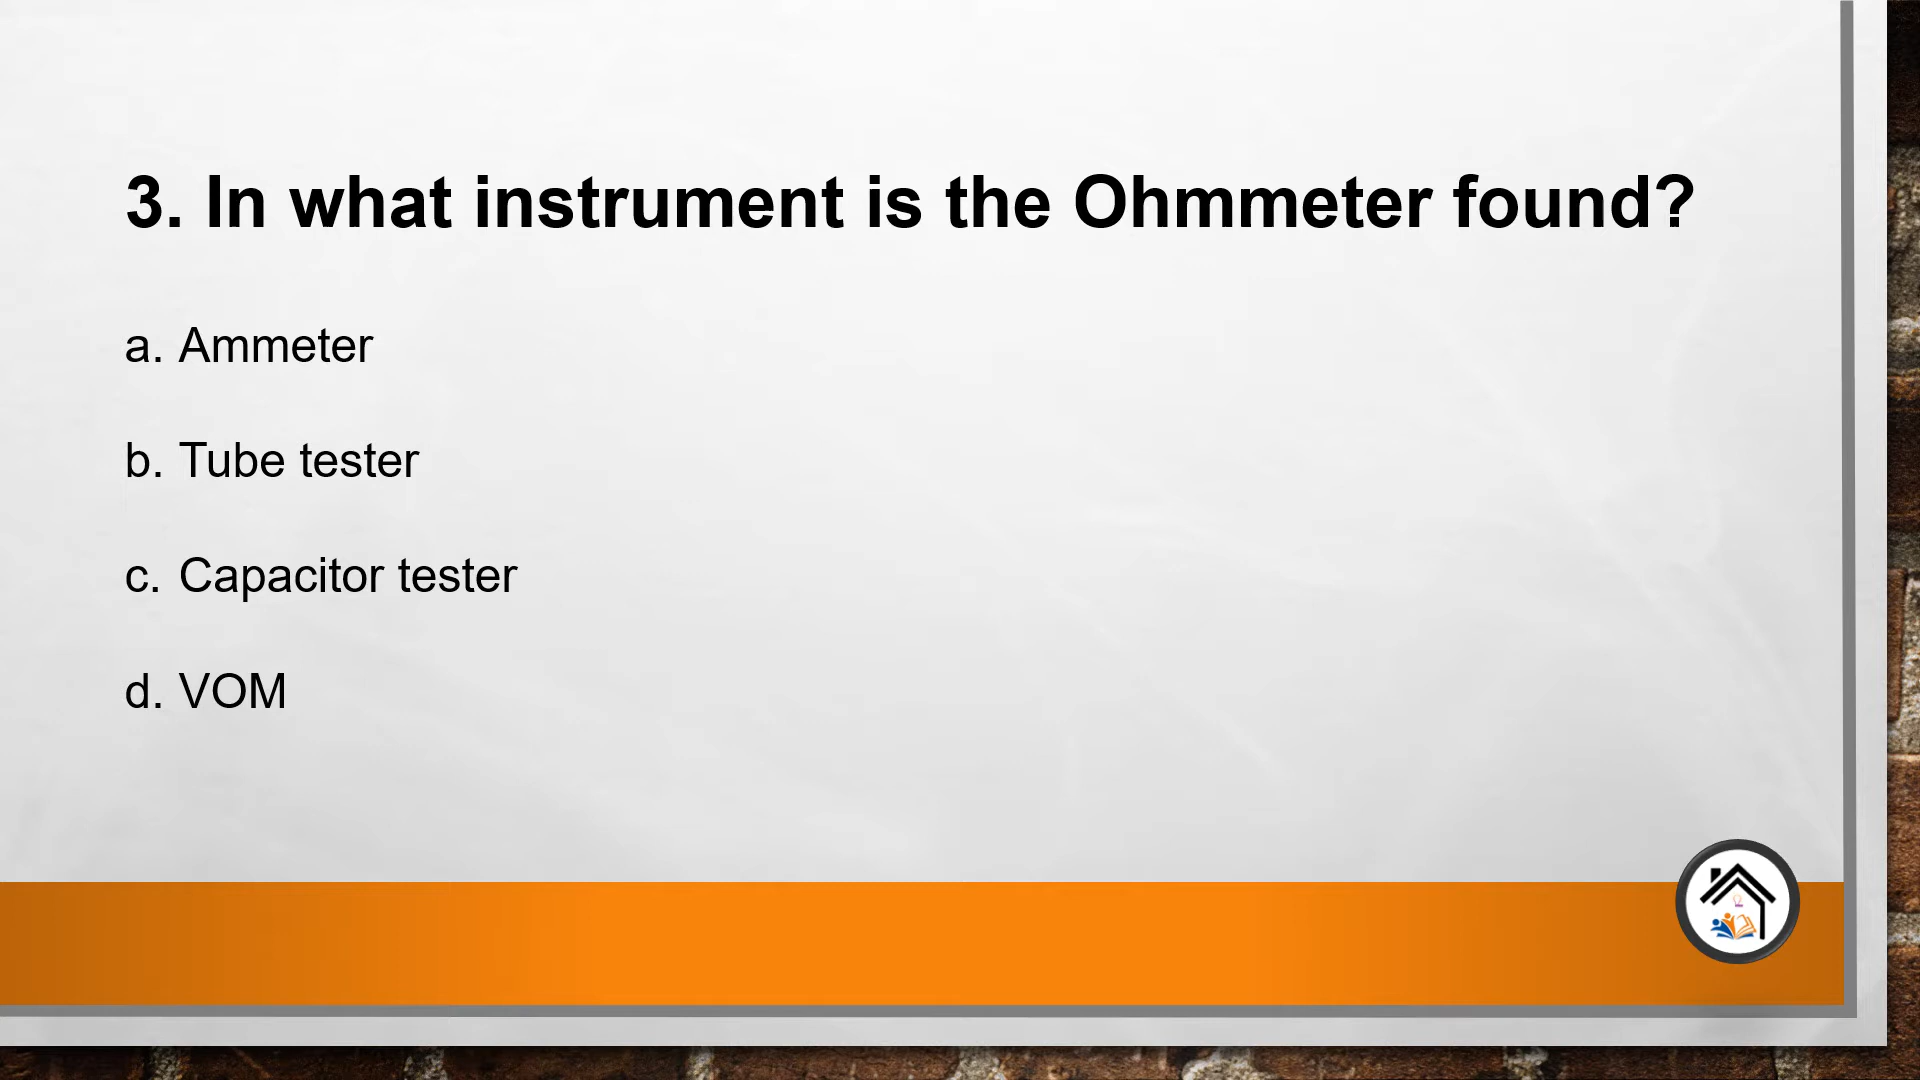 3. In what instrument is the Ohmmeter found?
a. Ammeter
b. Tube tester
c. Capacitor tester
d. VOM